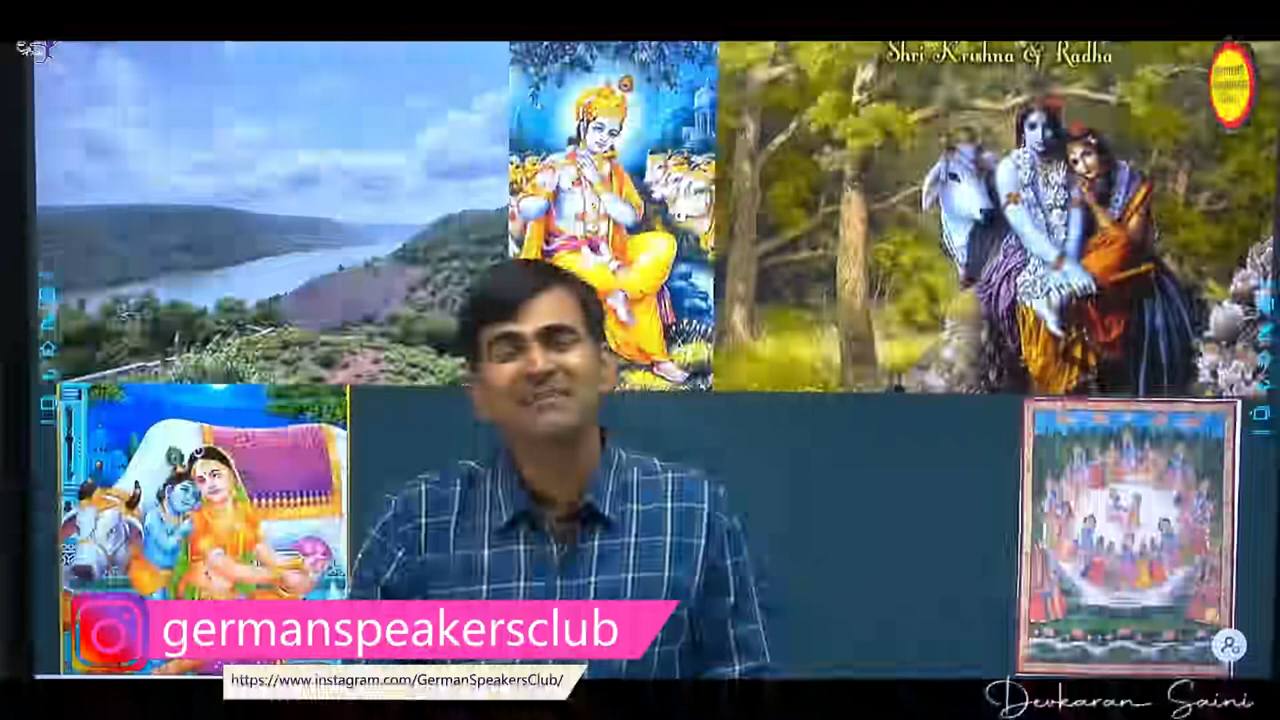 Shri Krishna & Radha
germanspeakersclub
https://www.instagram.com/GermanSpeakersClub/
Devkaran Saini